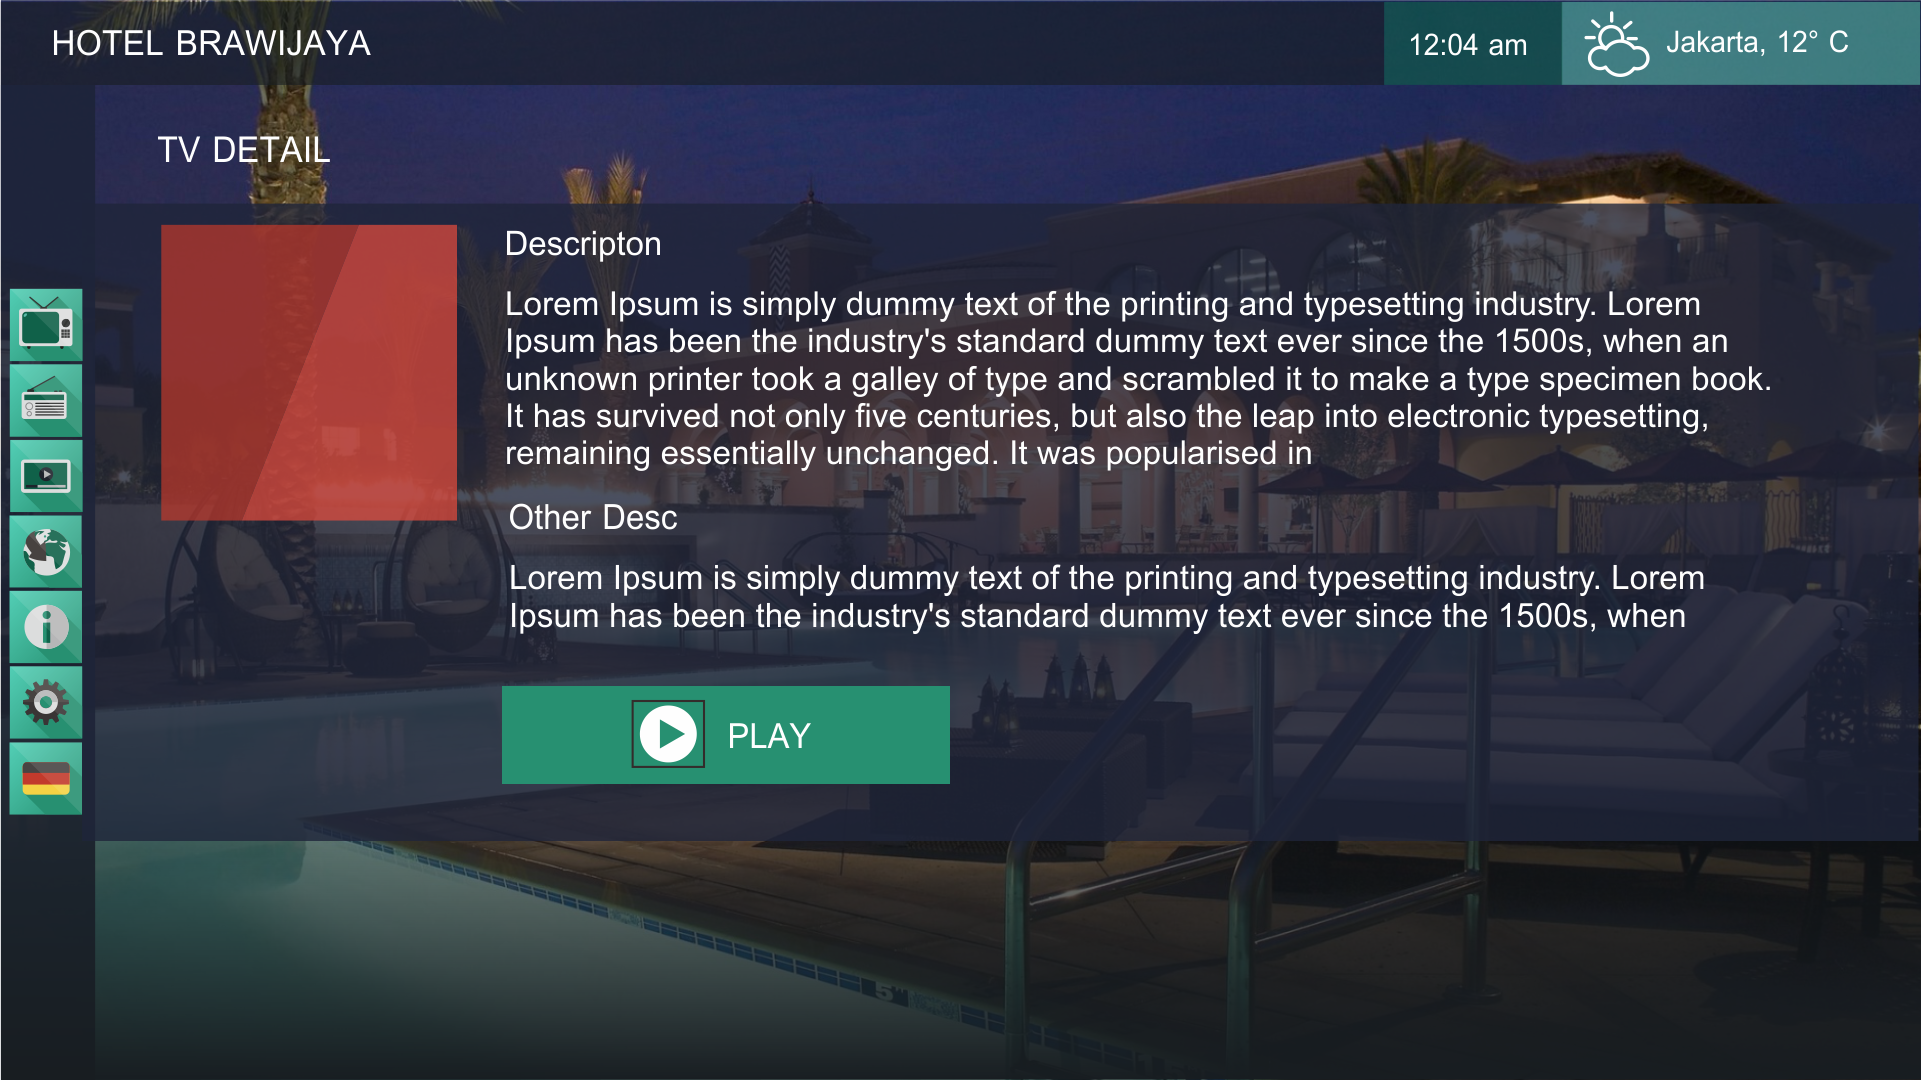 HOTEL BRAWIJAYA
12:04 am
Jakarta, 12° C
TV DETAIL
Descripton
Lorem Ipsum is simply dummy text of the printing and typesetting industry. Lorem
Ipsum has been the industry's standard dummy text ever since the 1500s, when an
unknown printer took a galley of type and scrambled it to make a type specimen book.
It has survived not only five centuries, but also the leap into electronic typesetting,
remaining essentially unchanged. It was popularised in
Other Desc
Lorem Ipsum is simply dummy text of the printing and typesetting industry. Lorem
Ipsum has been the industry's standard dummy text ever since the 1500s, when
PLAY